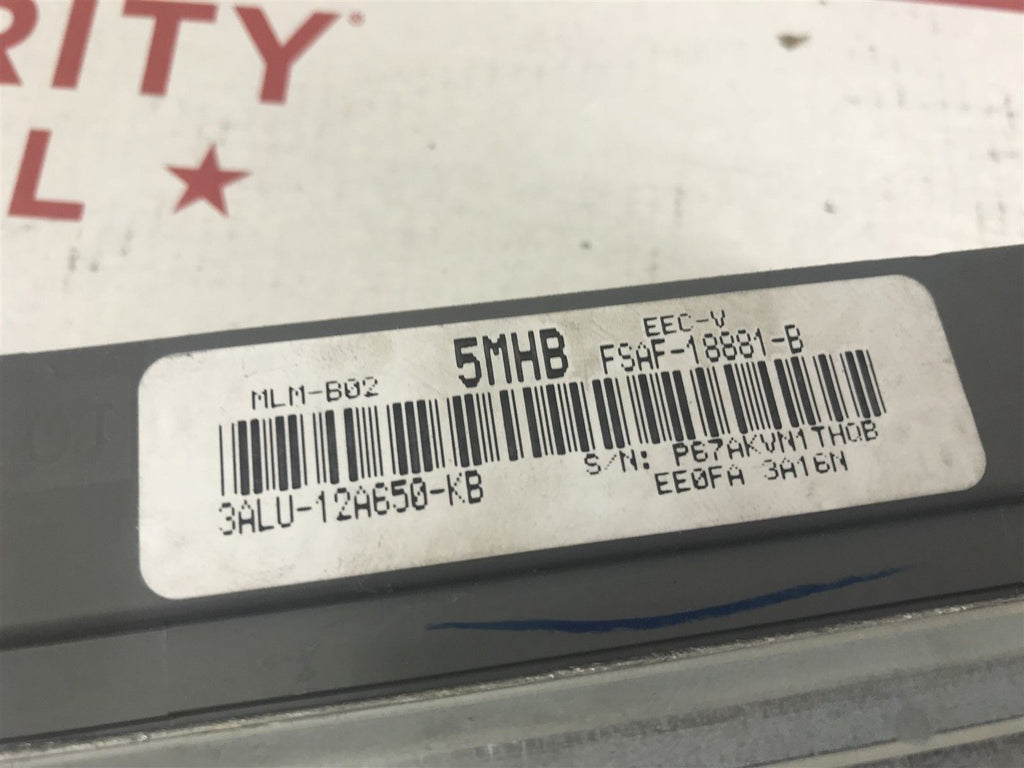 RITY®
L ★
EEC-V
MLM-B02 5MHB FSAF-18881-B
3ALU-12A650-KB S/N: P67AKVN1THQB
EE0FA 3A16N